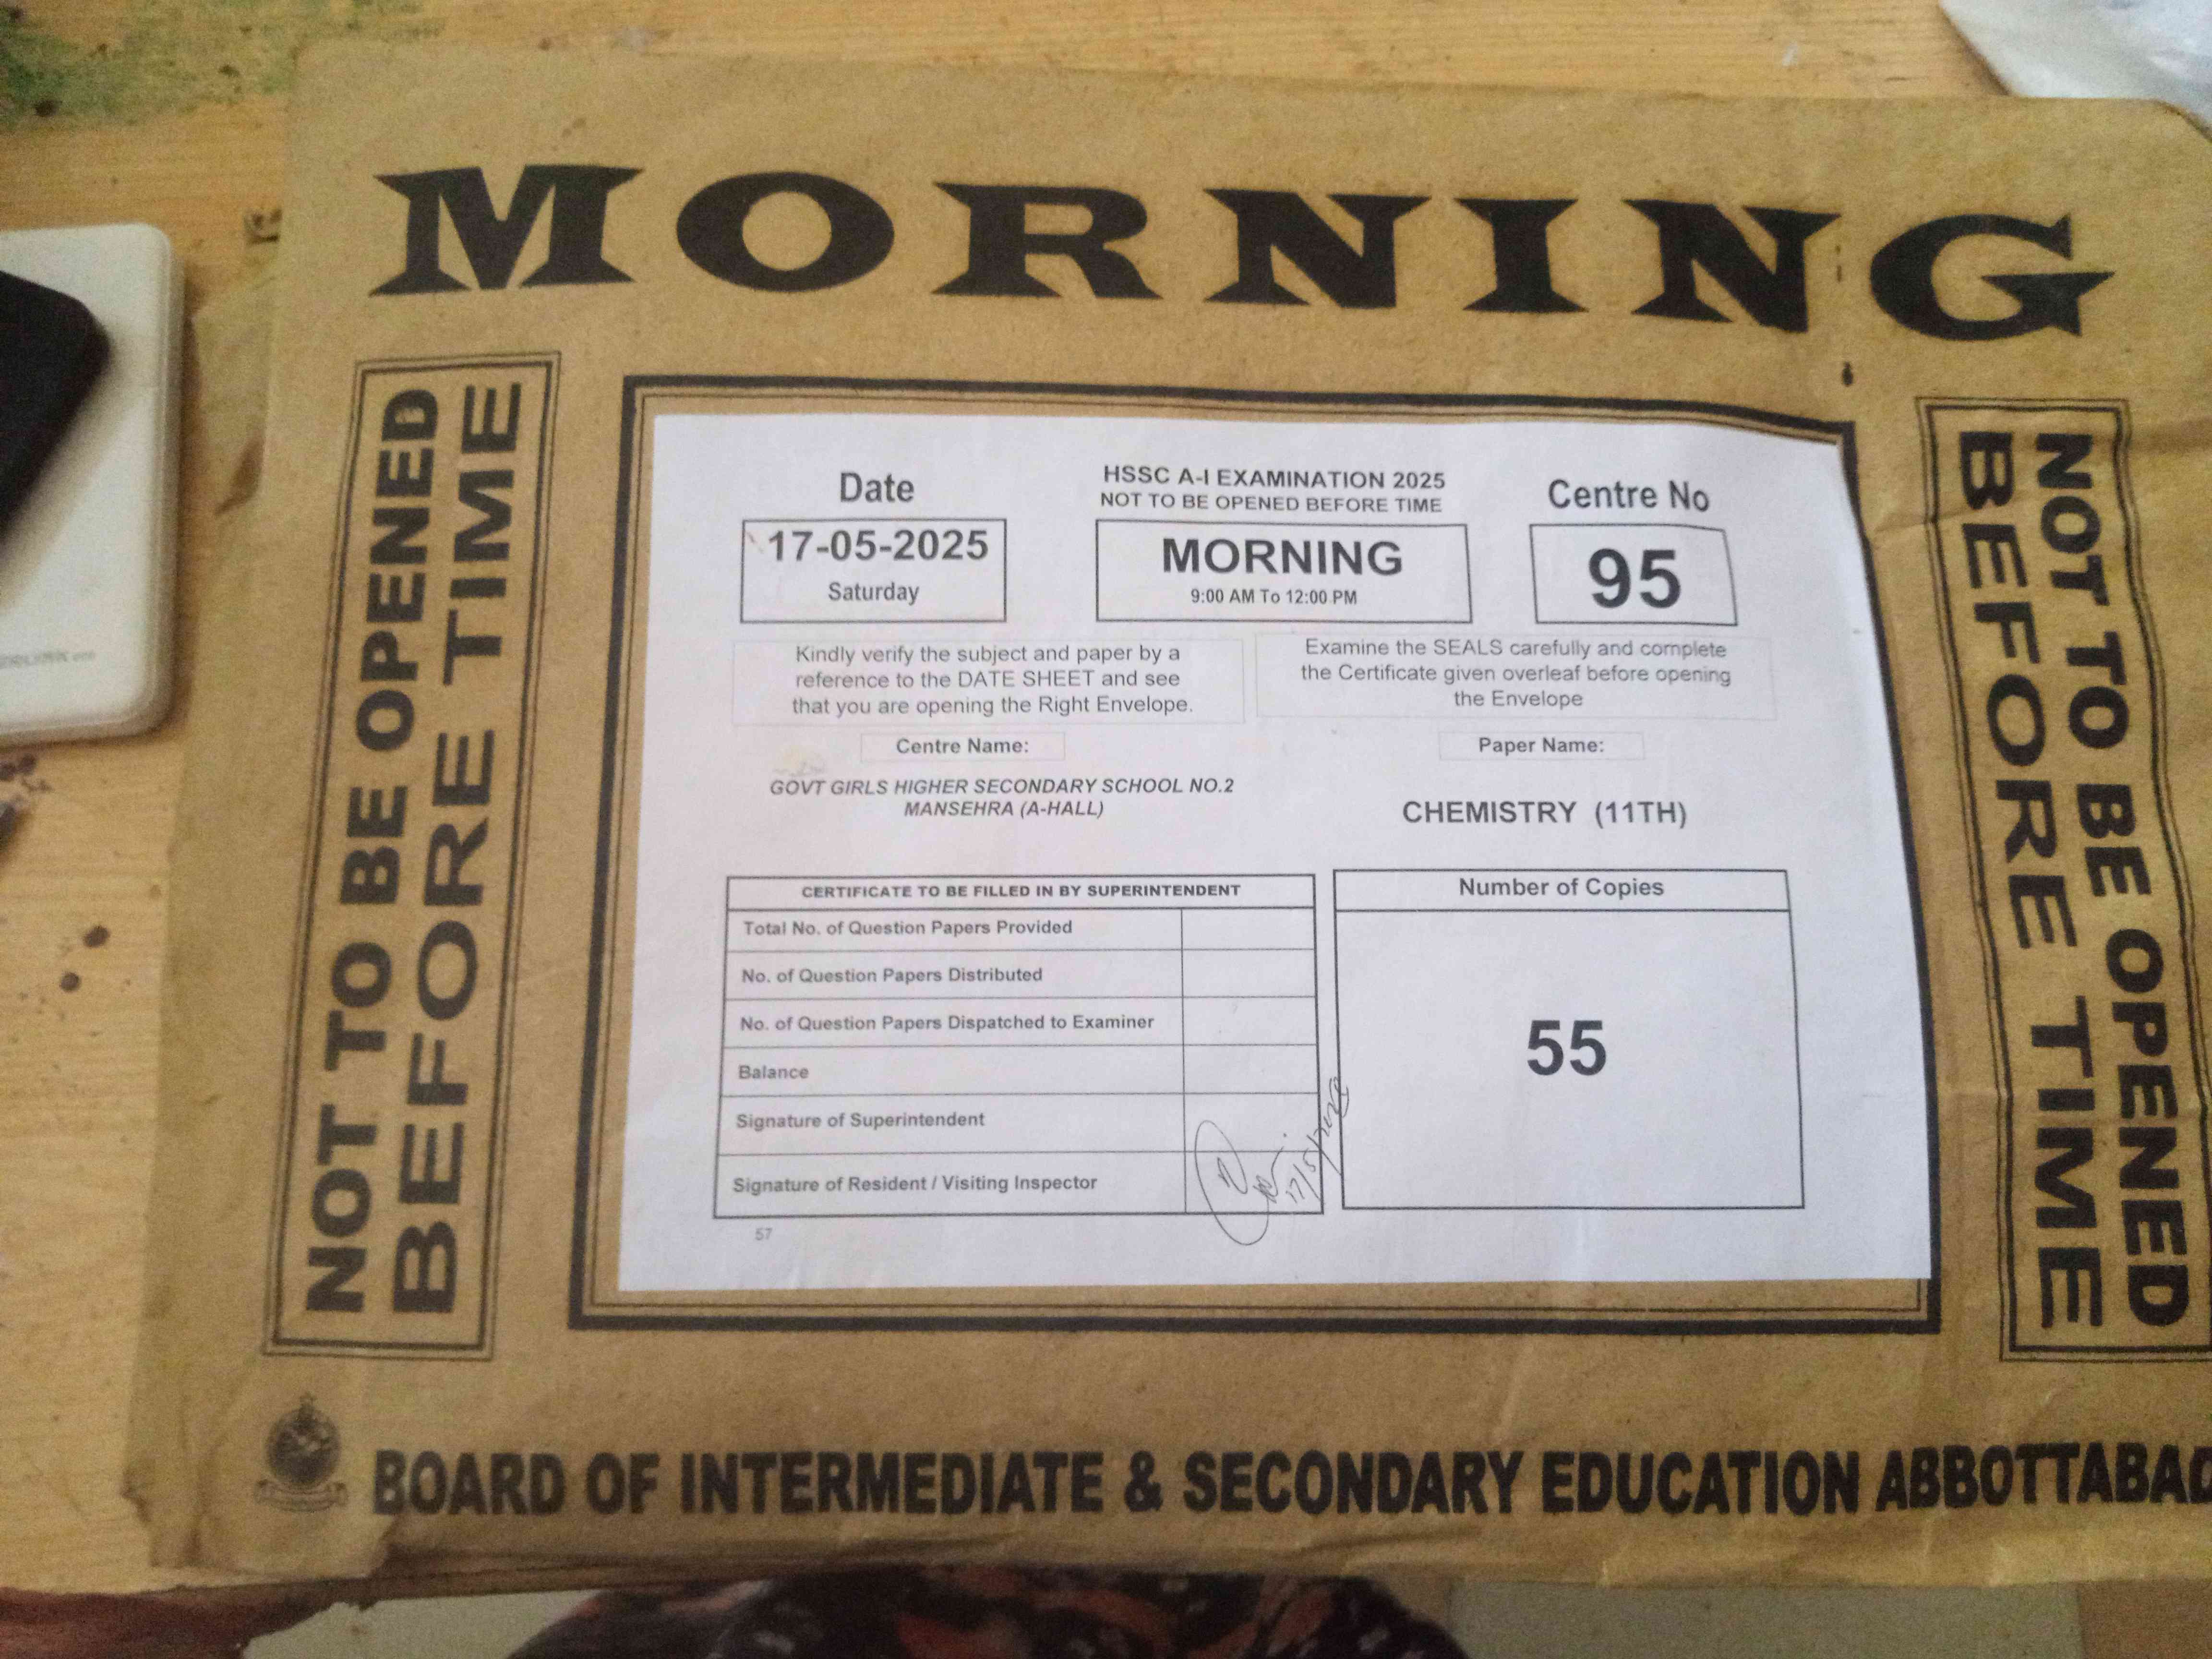 MORNING
NOT TO BE OPENED
BEFORE TIME
NOT TO BE OPENED
BEFORE TIME
Date
17-05-2025
Saturday
HSSC A-I EXAMINATION 2025
NOT TO BE OPENED BEFORE TIME
MORNING
9:00 AM To 12:00 PM
Centre No
95
Kindly verify the subject and paper by a
reference to the DATE SHEET and see
that you are opening the Right Envelope.
Examine the SEALS carefully and complete
the Certificate given overleaf before opening
the Envelope
Centre Name:
GOVT GIRLS HIGHER SECONDARY SCHOOL NO.2
MANSEHRA (A-HALL)
Paper Name:
CHEMISTRY (11TH)
CERTIFICATE TO BE FILLED IN BY SUPERINTENDENT
Total No. of Question Papers Provided
No. of Question Papers Distributed
No. of Question Papers Dispatched to Examiner
Balance
Signature of Superintendent
Signature of Resident / Visiting Inspector
Number of Copies
55
57
BOARD OF INTERMEDIATE & SECONDARY EDUCATION ABBOTTABAD